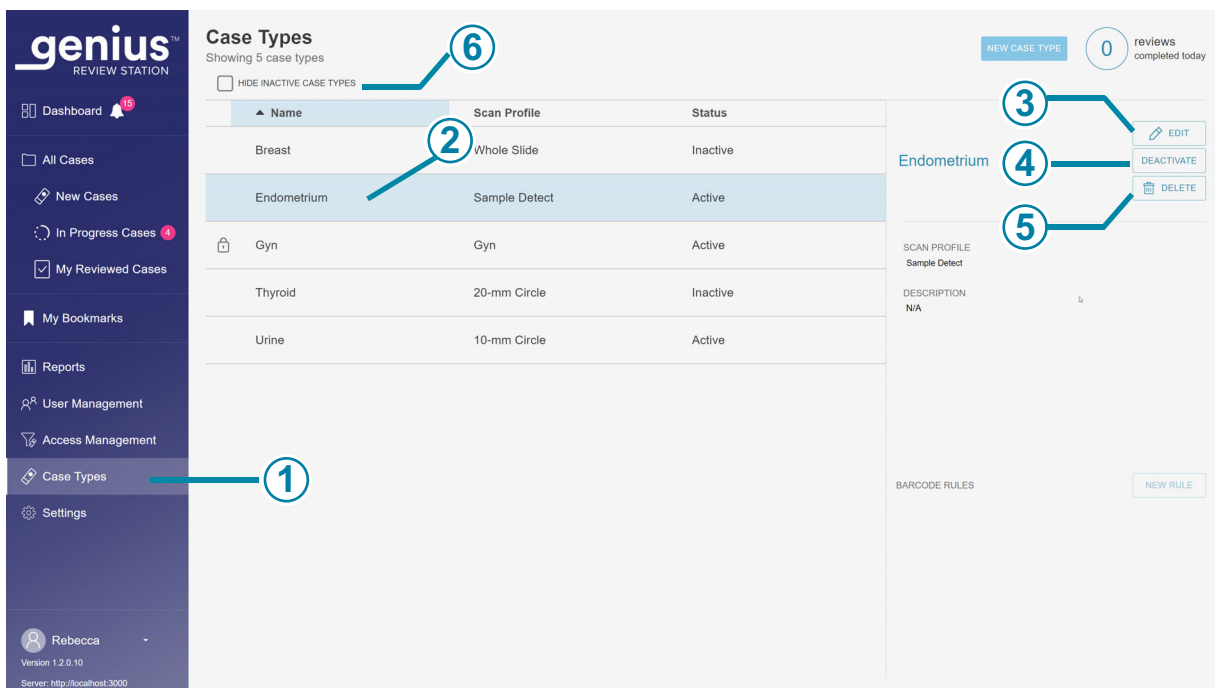 genius™
REVIEW STATION
Dashboard 15
All Cases
New Cases
In Progress Cases 4
My Reviewed Cases
My Bookmarks
Reports
User Management
Access Management
Case Types
Settings
Rebecca
Version 1.2.0.10
Server: http://localhost:3000
Case Types
Showing 5 case types
HIDE INACTIVE CASE TYPES
6
NEW CASE TYPE
0 reviews
completed today
Name Scan Profile Status
Breast Whole Slide Inactive
Endometrium Sample Detect Active
Gyn Gyn Active
Thyroid 20-mm Circle Inactive
Urine 10-mm Circle Active
2
1
3
EDIT
Endometrium
4
DEACTIVATE
DELETE
5
SCAN PROFILE
Sample Detect
DESCRIPTION
N/A
BARCODE RULES
NEW RULE